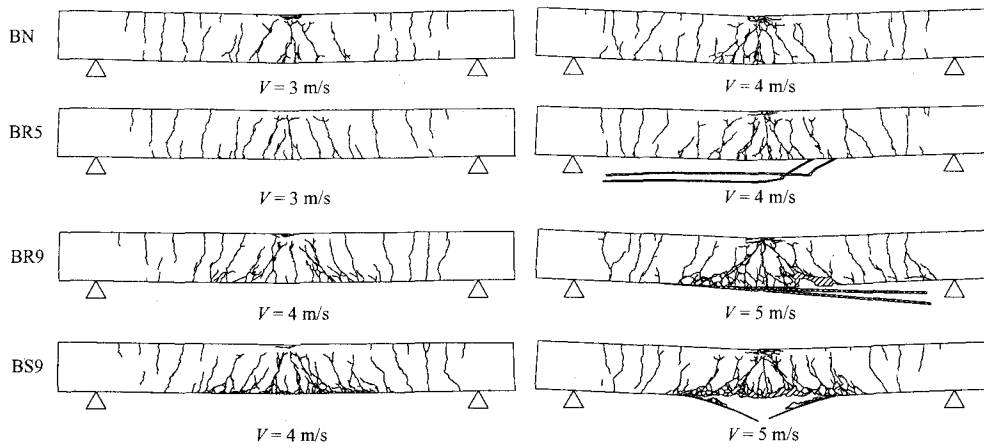 BN
V = 3 m/s
V = 4 m/s
BR5
V = 3 m/s
V = 4 m/s
BR9
V = 4 m/s
V = 5 m/s
BS9
V = 4 m/s
V = 5 m/s